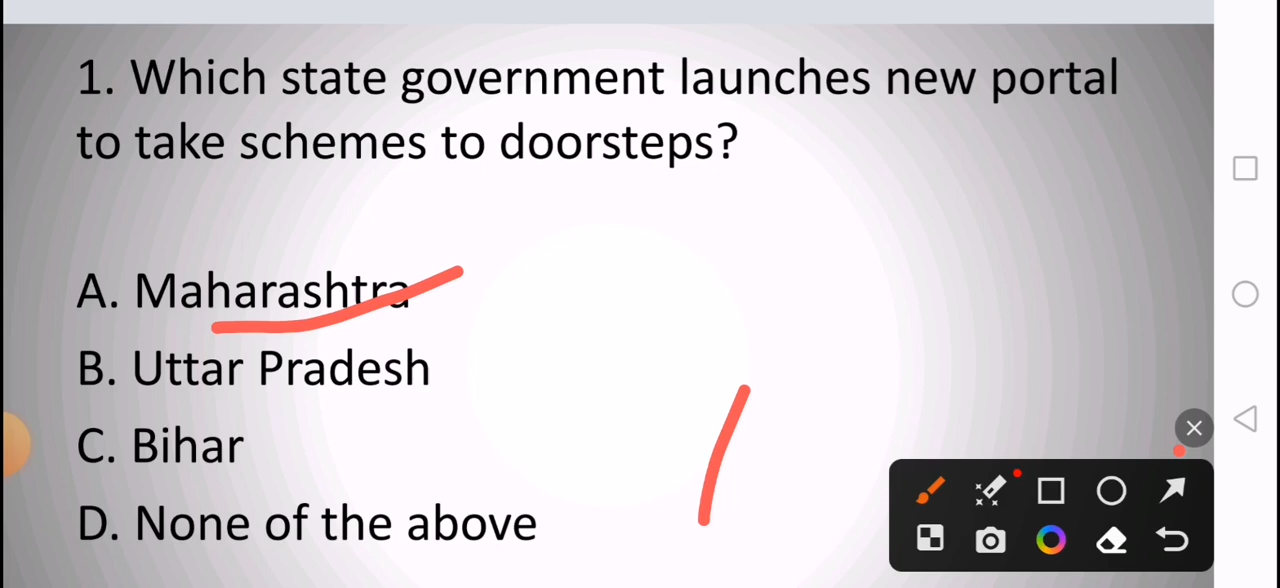 1. Which state government launches new portal
to take schemes to doorsteps?
A. Maharashtra
B. Uttar Pradesh
C. Bihar
D. None of the above